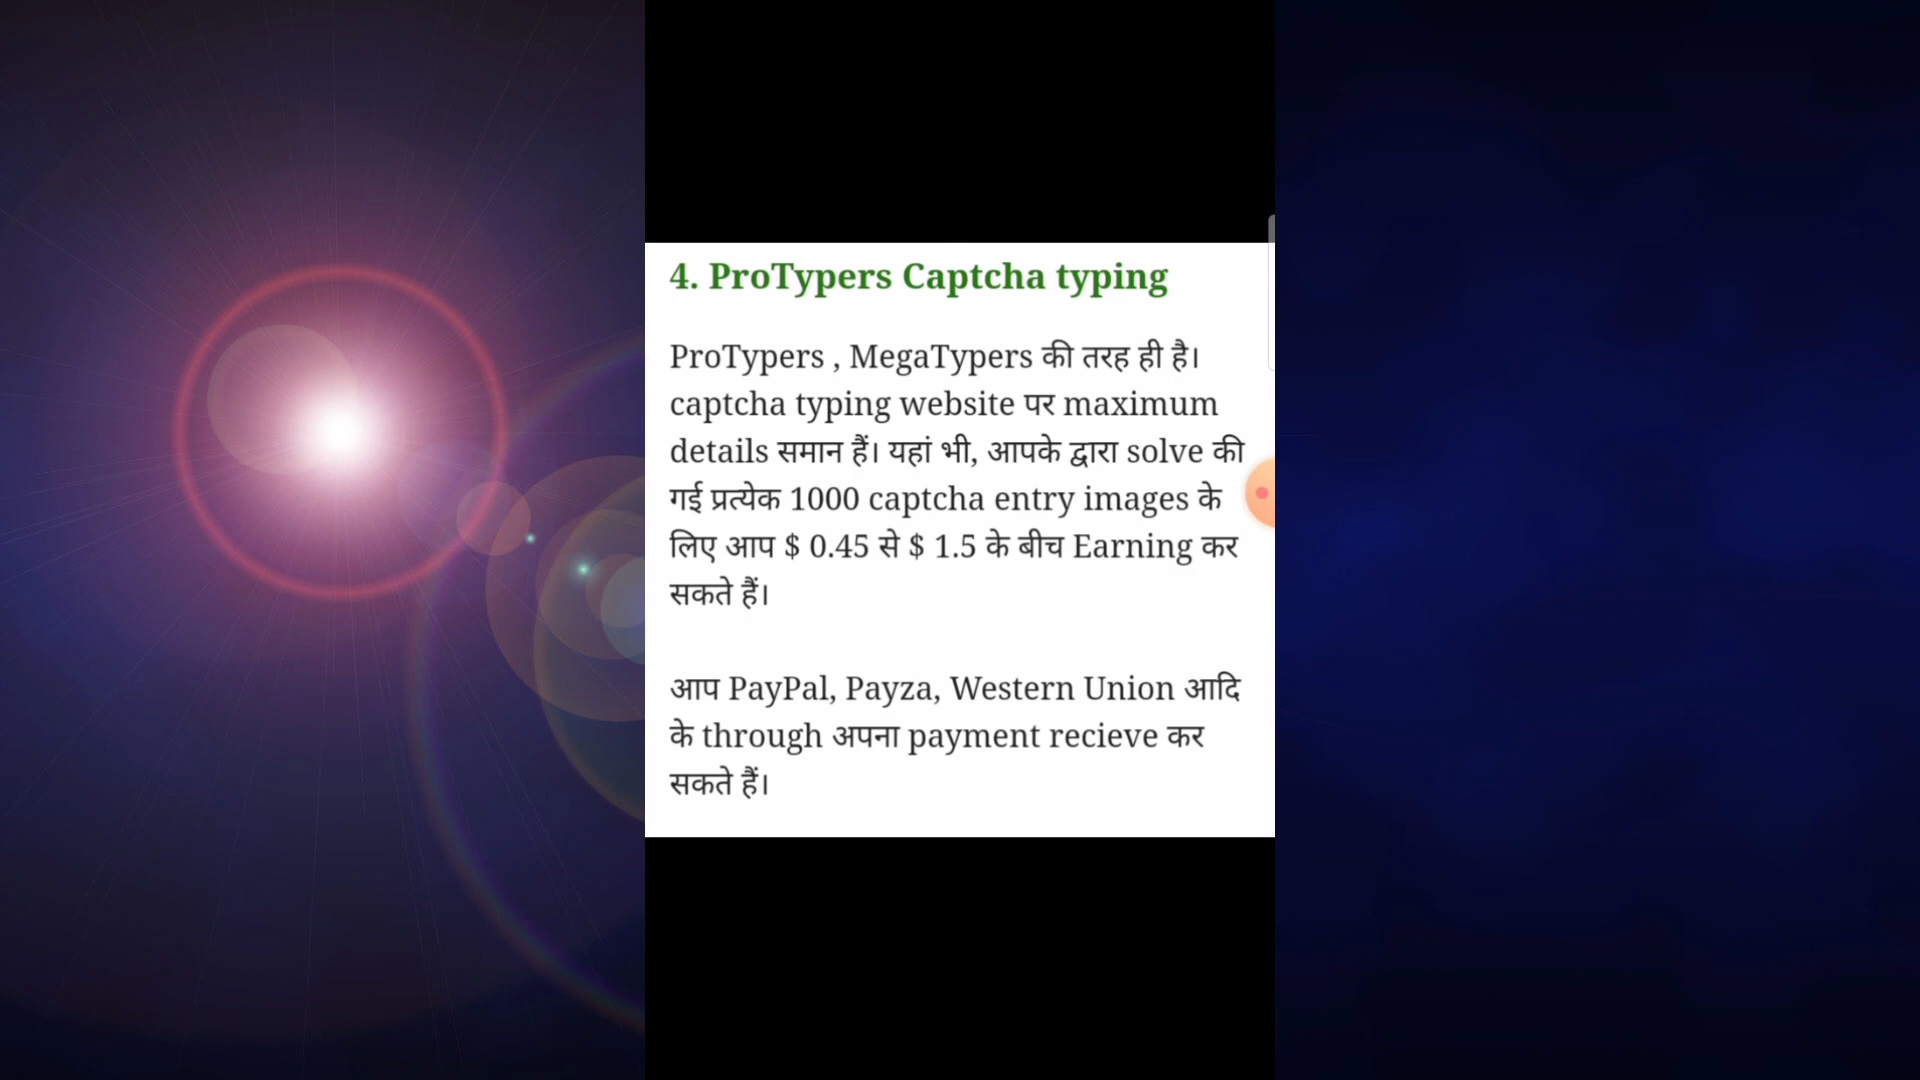 4. ProTypers Captcha typing
ProTypers , MegaTypers की तरह ही है।
captcha typing website पर maximum
details समान हैं। यहां भी, आपके द्वारा solve की
गई प्रत्येक 1000 captcha entry images के
लिए आप $ 0.45 से $ 1.5 के बीच Earning कर
सकते हैं।
आप PayPal, Payza, Western Union आदि
के through अपना payment recieve कर
सकते हैं।